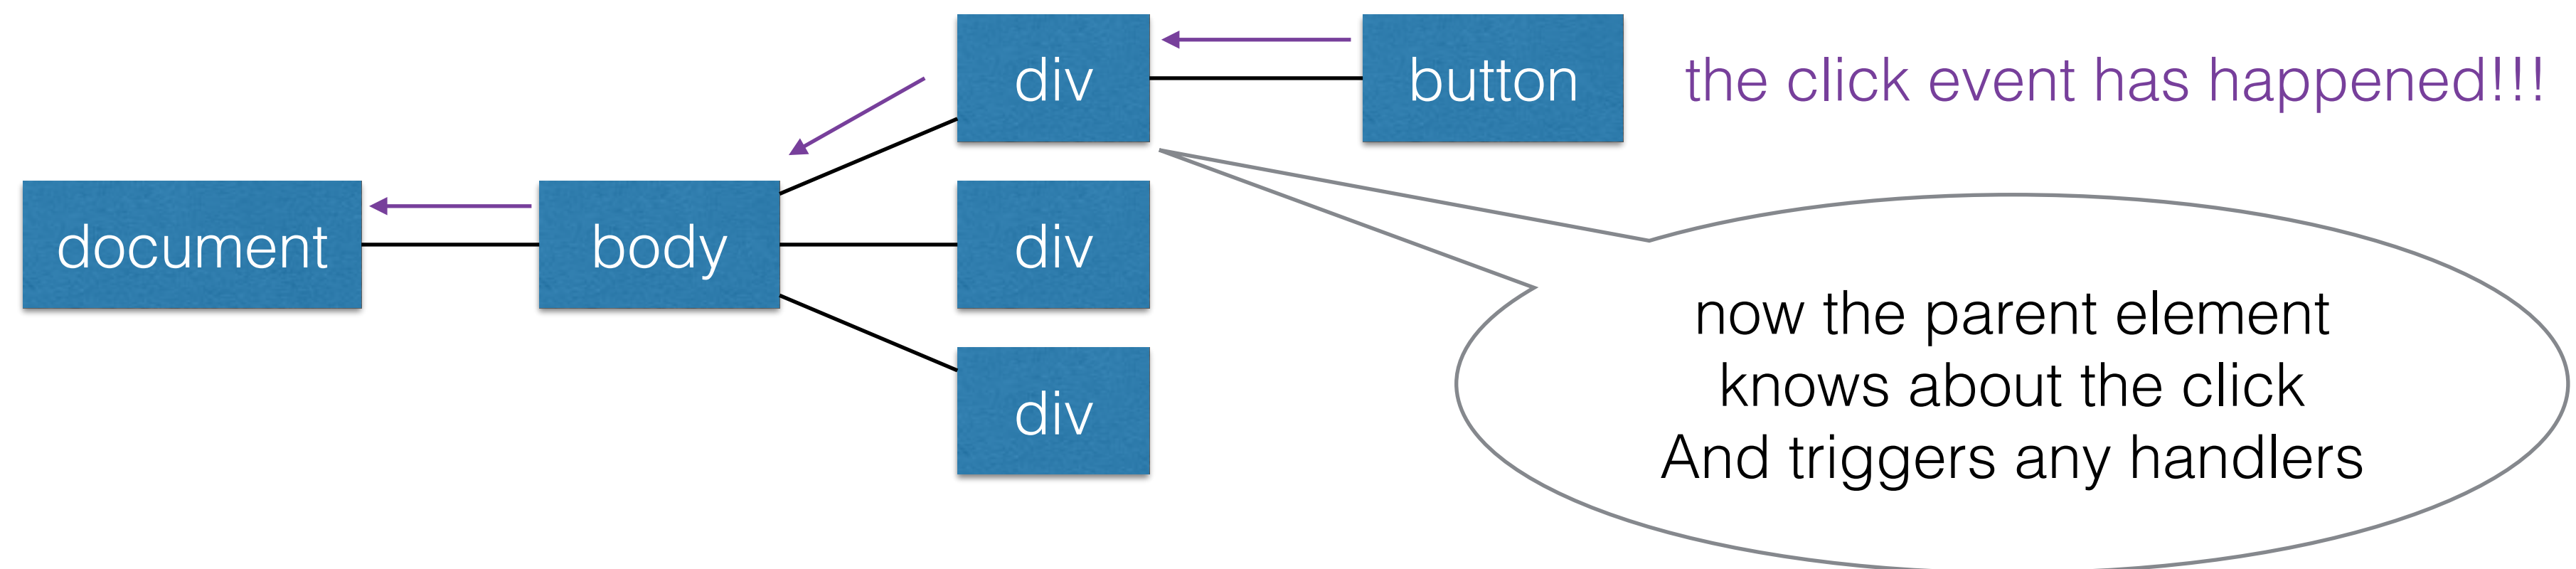 div
button
the click event has happened!!!
document
body
div
div
now the parent element
knows about the click
And triggers any handlers